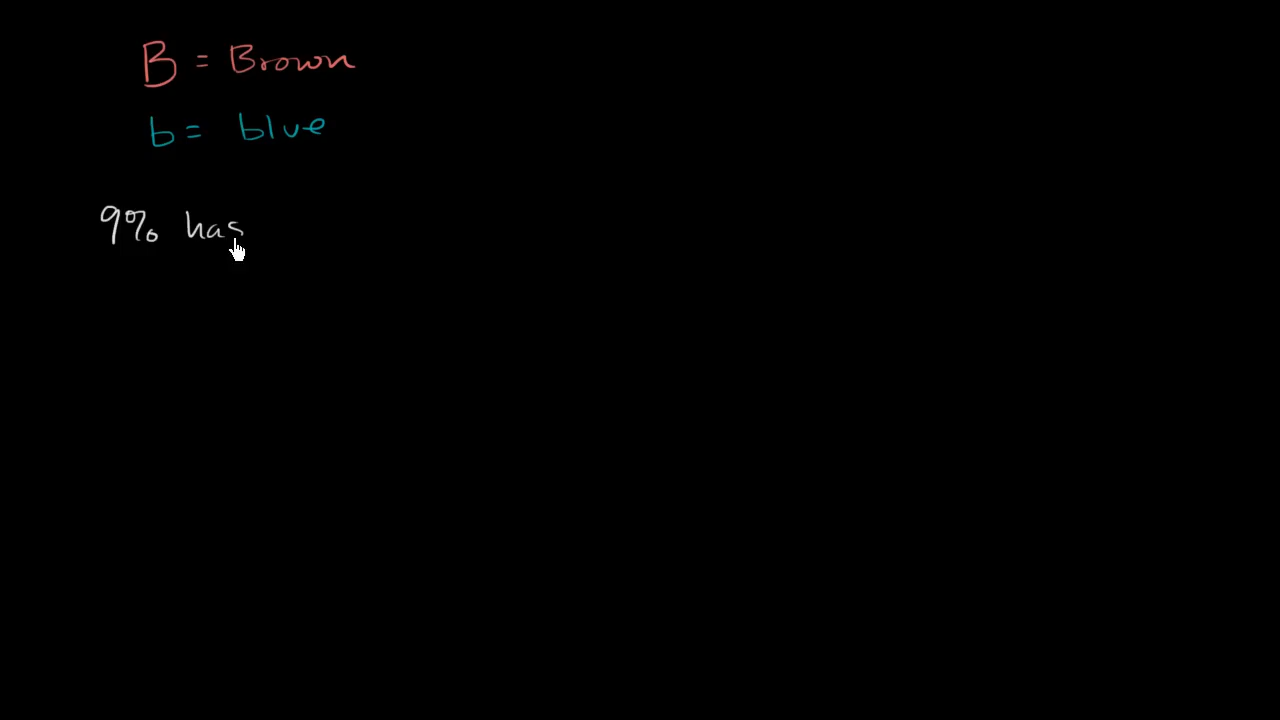 B = Brown
b = blue
9% has